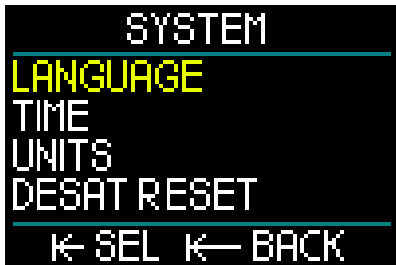 SYSTEM
LANGUAGE
TIME
UNITS
DESAT RESET
SEL BACK